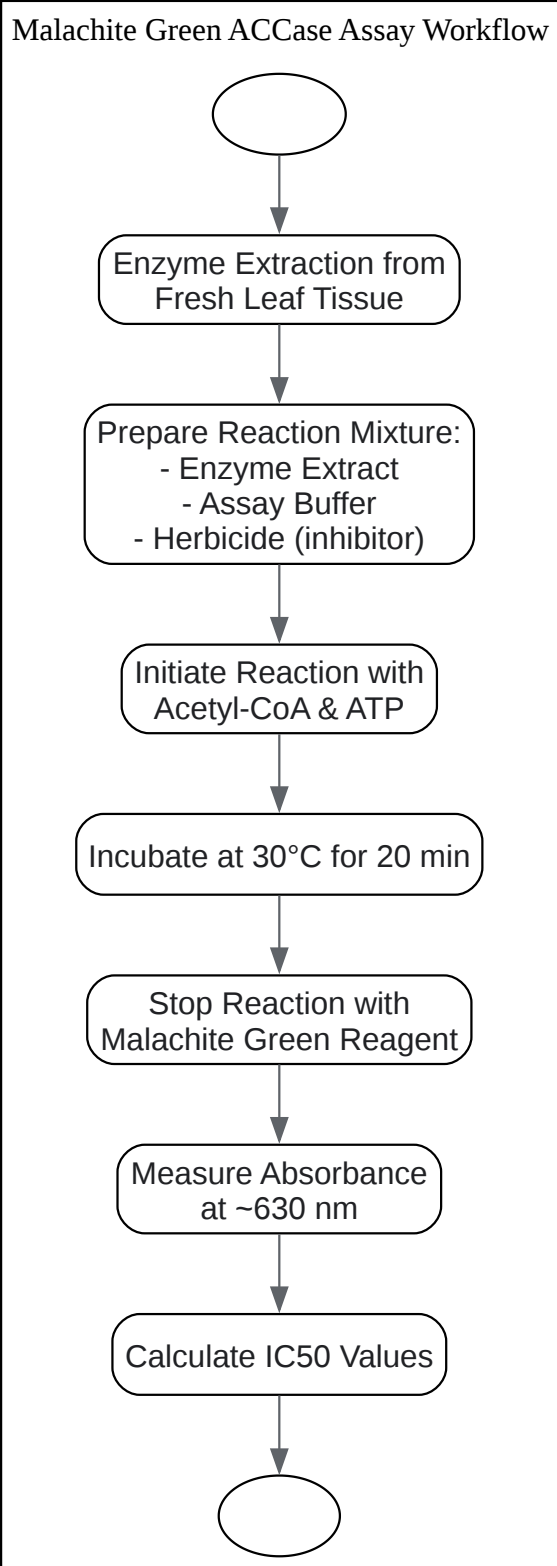 Malachite Green ACCase Assay Workflow
Enzyme Extraction from
Fresh Leaf Tissue
Prepare Reaction Mixture:
- Enzyme Extract
- Assay Buffer
- Herbicide (inhibitor)
Initiate Reaction with
Acetyl-CoA & ATP
Incubate at 30°C for 20 min
Stop Reaction with
Malachite Green Reagent
Measure Absorbance
at ~630 nm
Calculate IC50 Values